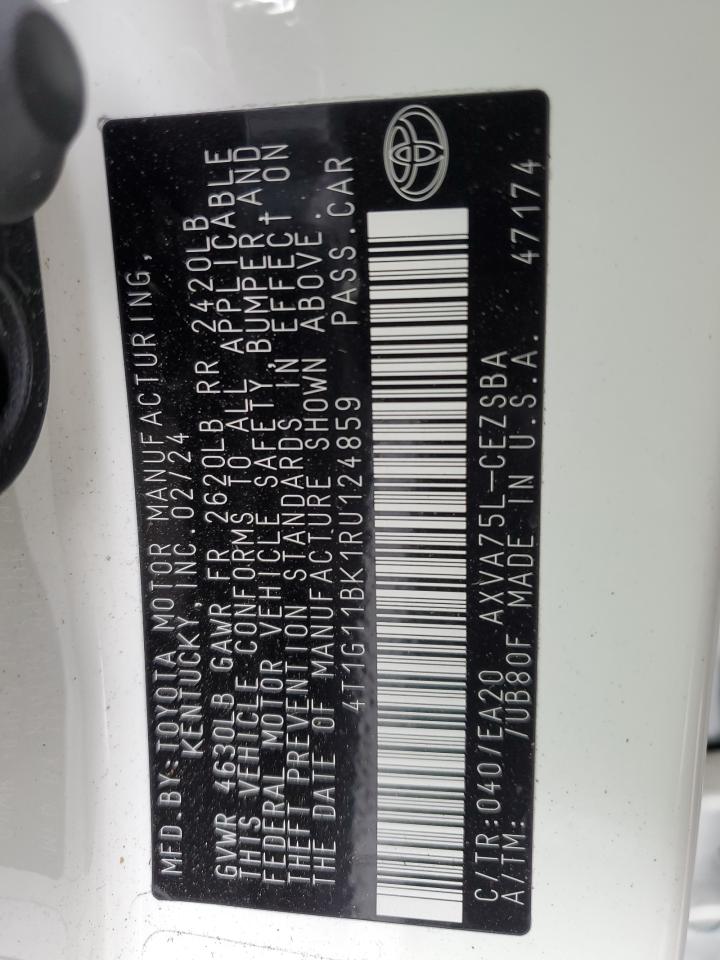 MFD.BY:TOYOTA MOTOR MANUFACTURING,
KENTUCKY, INC. 02/24
GVWR 4630LB GAWR FR 2620LB RR 2420LB
THIS VEHICLE CONFORMS TO ALL APPLICABLE
FEDERAL MOTOR VEHICLE SAFETY, BUMPER, AND
THEFT PREVENTION STANDARDS IN EFFECT ON
THE DATE OF MANUFACTURE SHOWN ABOVE.
4T1G11BK1RU124859 PASS.CAR
C/TR:040/EA20 AXVA75L-CEZSBA 47174
A/TM: /UB80F MADE IN U.S.A.